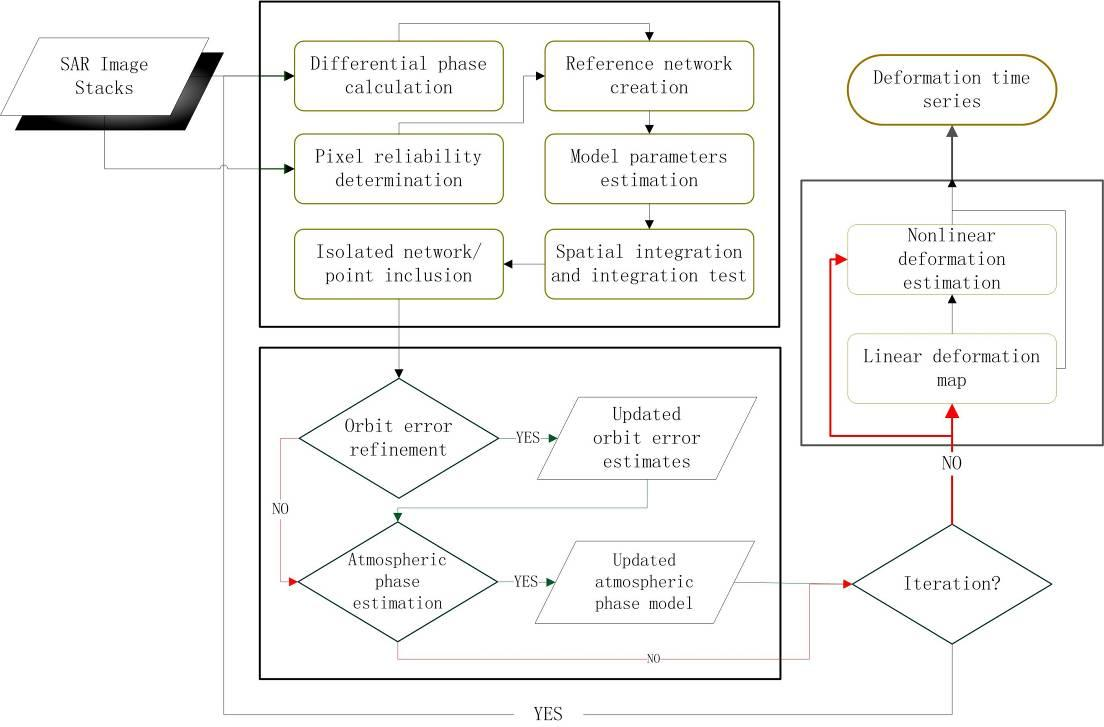 SAR Image
Stacks
Differential phase
calculation
Reference network
creation
Pixel reliability
determination
Model parameters
estimation
Isolated network/
point inclusion
Spatial integration
and integration test
Deformation time
series
Nonlinear
deformation
estimation
Linear deformation
map
Orbit error
refinement
YES
Updated
orbit error
estimates
NO
NO
Atmospheric
phase
estimation
YES
Updated
atmospheric
phase model
Iteration?
NO
YES